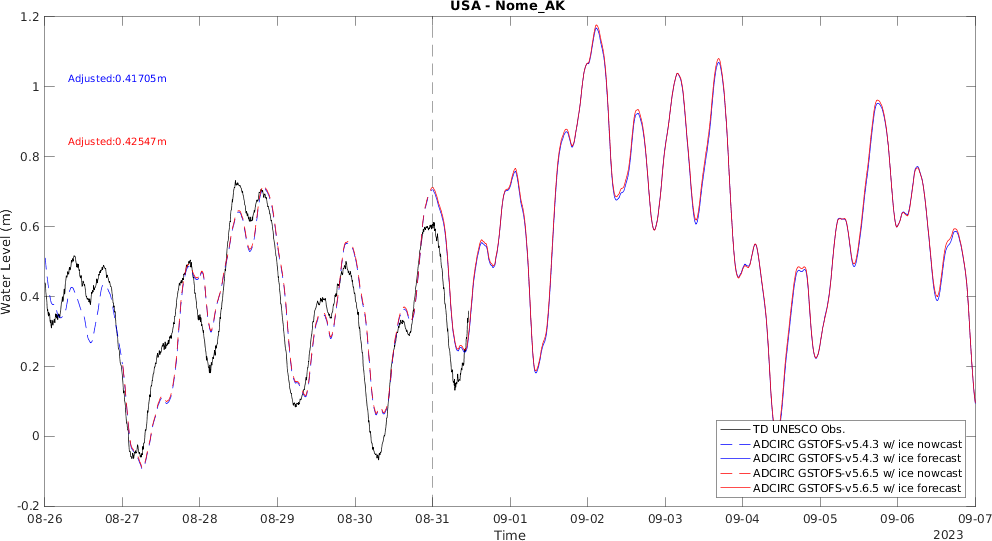 USA - Nome_AK
1.2
1
0.8
0.6
0.4
0.2
0
-0.2
Water Level (m)
Adjusted:0.41705m
Adjusted:0.42547m
TD UNESCO Obs.
ADCIRC GSTOFS-v5.4.3 w/ ice nowcast
ADCIRC GSTOFS-v5.4.3 w/ ice forecast
ADCIRC GSTOFS-v5.6.5 w/ ice nowcast
ADCIRC GSTOFS-v5.6.5 w/ ice forecast
08-26 08-27 08-28 08-29 08-30 08-31 09-01 09-02 09-03 09-04 09-05 09-06 09-07
Time
2023